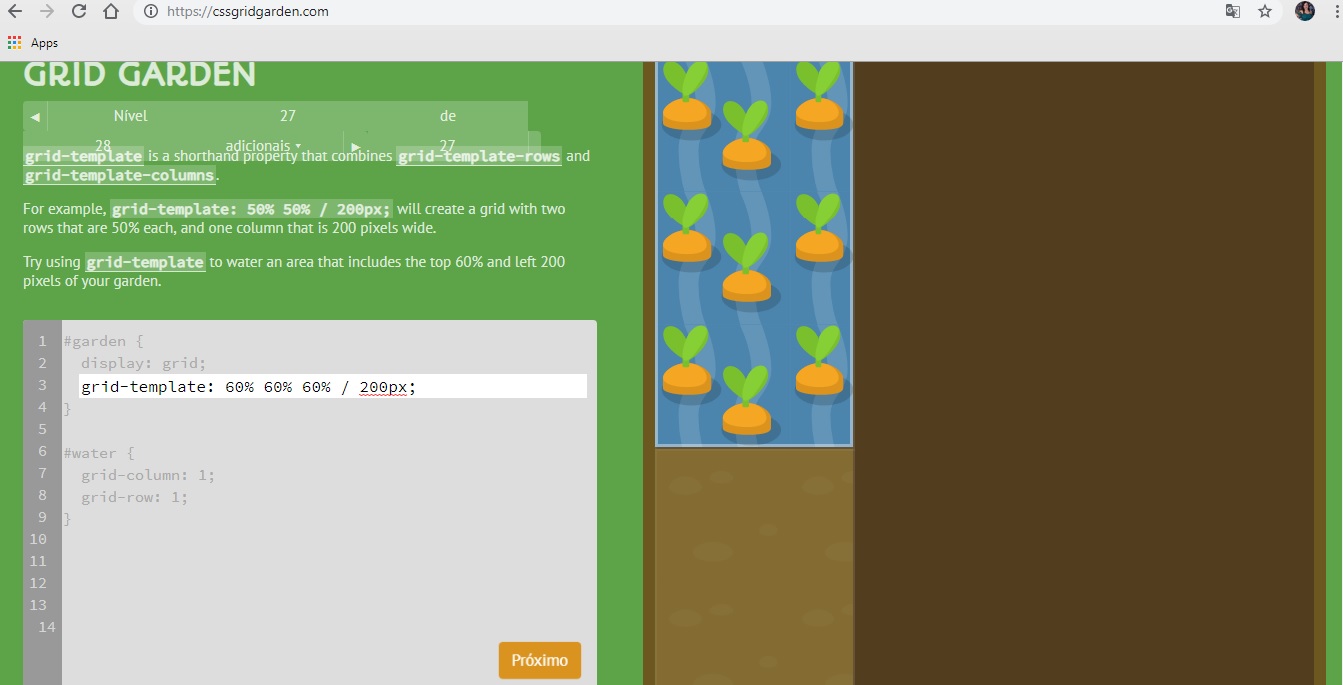 https://cssgridgarden.com
Apps
GRID GARDEN
◀ Nível 27 de
28 adicionais ▾ ▶ 27
grid-template is a shorthand property that combines grid-template-rows and
grid-template-columns.
For example, grid-template: 50% 50% / 200px; will create a grid with two
rows that are 50% each, and one column that is 200 pixels wide.
Try using grid-template to water an area that includes the top 60% and left 200
pixels of your garden.
1 #garden {
2 display: grid;
3 grid-template: 60% 60% 60% / 200px;
4 }
5
6 #water {
7 grid-column: 1;
8 grid-row: 1;
9 }
10
11
12
13
14
Próximo